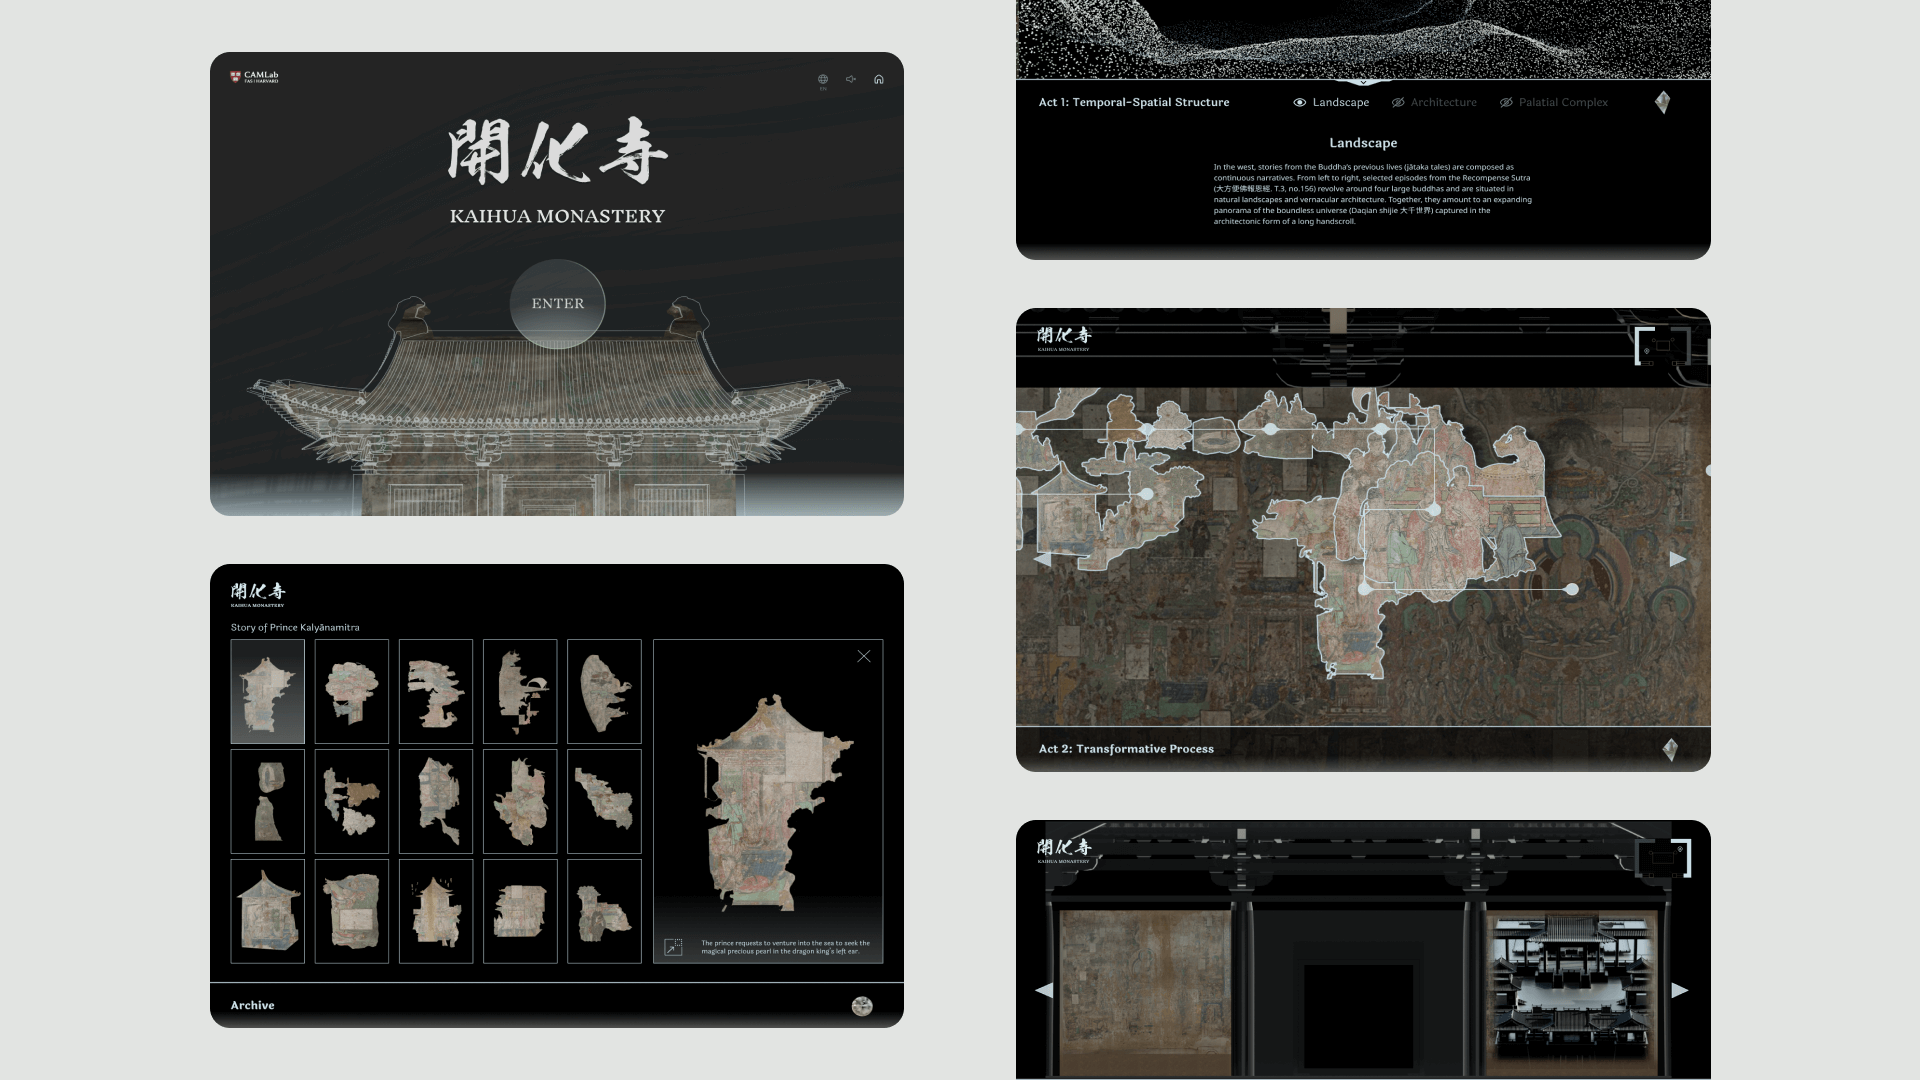 CAMLab
FAS | HARVARD
EN
開化寺
KAIHUA MONASTERY
ENTER
開化寺
KAIHUA MONASTERY
Story of Prince Kalyānamitra
The prince requests to venture into the sea to seek the
magical precious pearl in the dragon king's left ear.
Archive
Act 1: Temporal-Spatial Structure
Landscape
Architecture
Palatial Complex
Landscape
In the west, stories from the Buddha's previous lives (jātaka tales) are composed as
continuous narratives. From left to right, selected episodes from the Recompense Sutra
(大方便佛報恩經. T.3, no.156) revolve around four large buddhas and are situated in
natural landscapes and vernacular architecture. Together, they amount to an expanding
panorama of the boundless universe (Daqian shijie 大千世界) captured in the
architectonic form of a long handscroll.
開化寺
KAIHUA MONASTERY
Act 2: Transformative Process
開化寺
KAIHUA MONASTERY